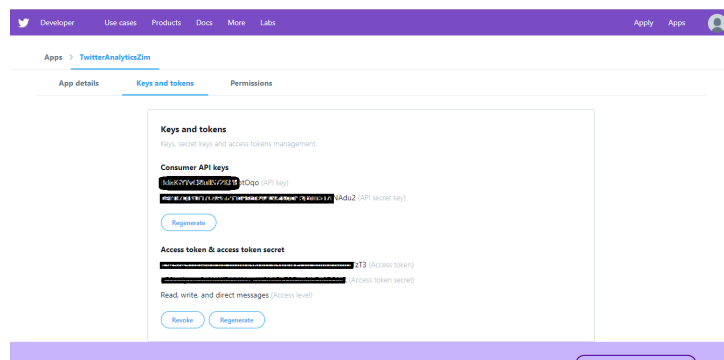 Developer Use cases Products Docs More Labs Apply Apps
Apps > TwitterAnalyticsZim
App details Keys and tokens Permissions
Keys and tokens
Keys, secret keys and access tokens management.
Consumer API keys
(API key)
NAdu2 (API secret key)
Regenerate
Access token & access token secret
zT3 (Access token)
(Access token secret)
Read, write, and direct messages (Access level)
Revoke Regenerate